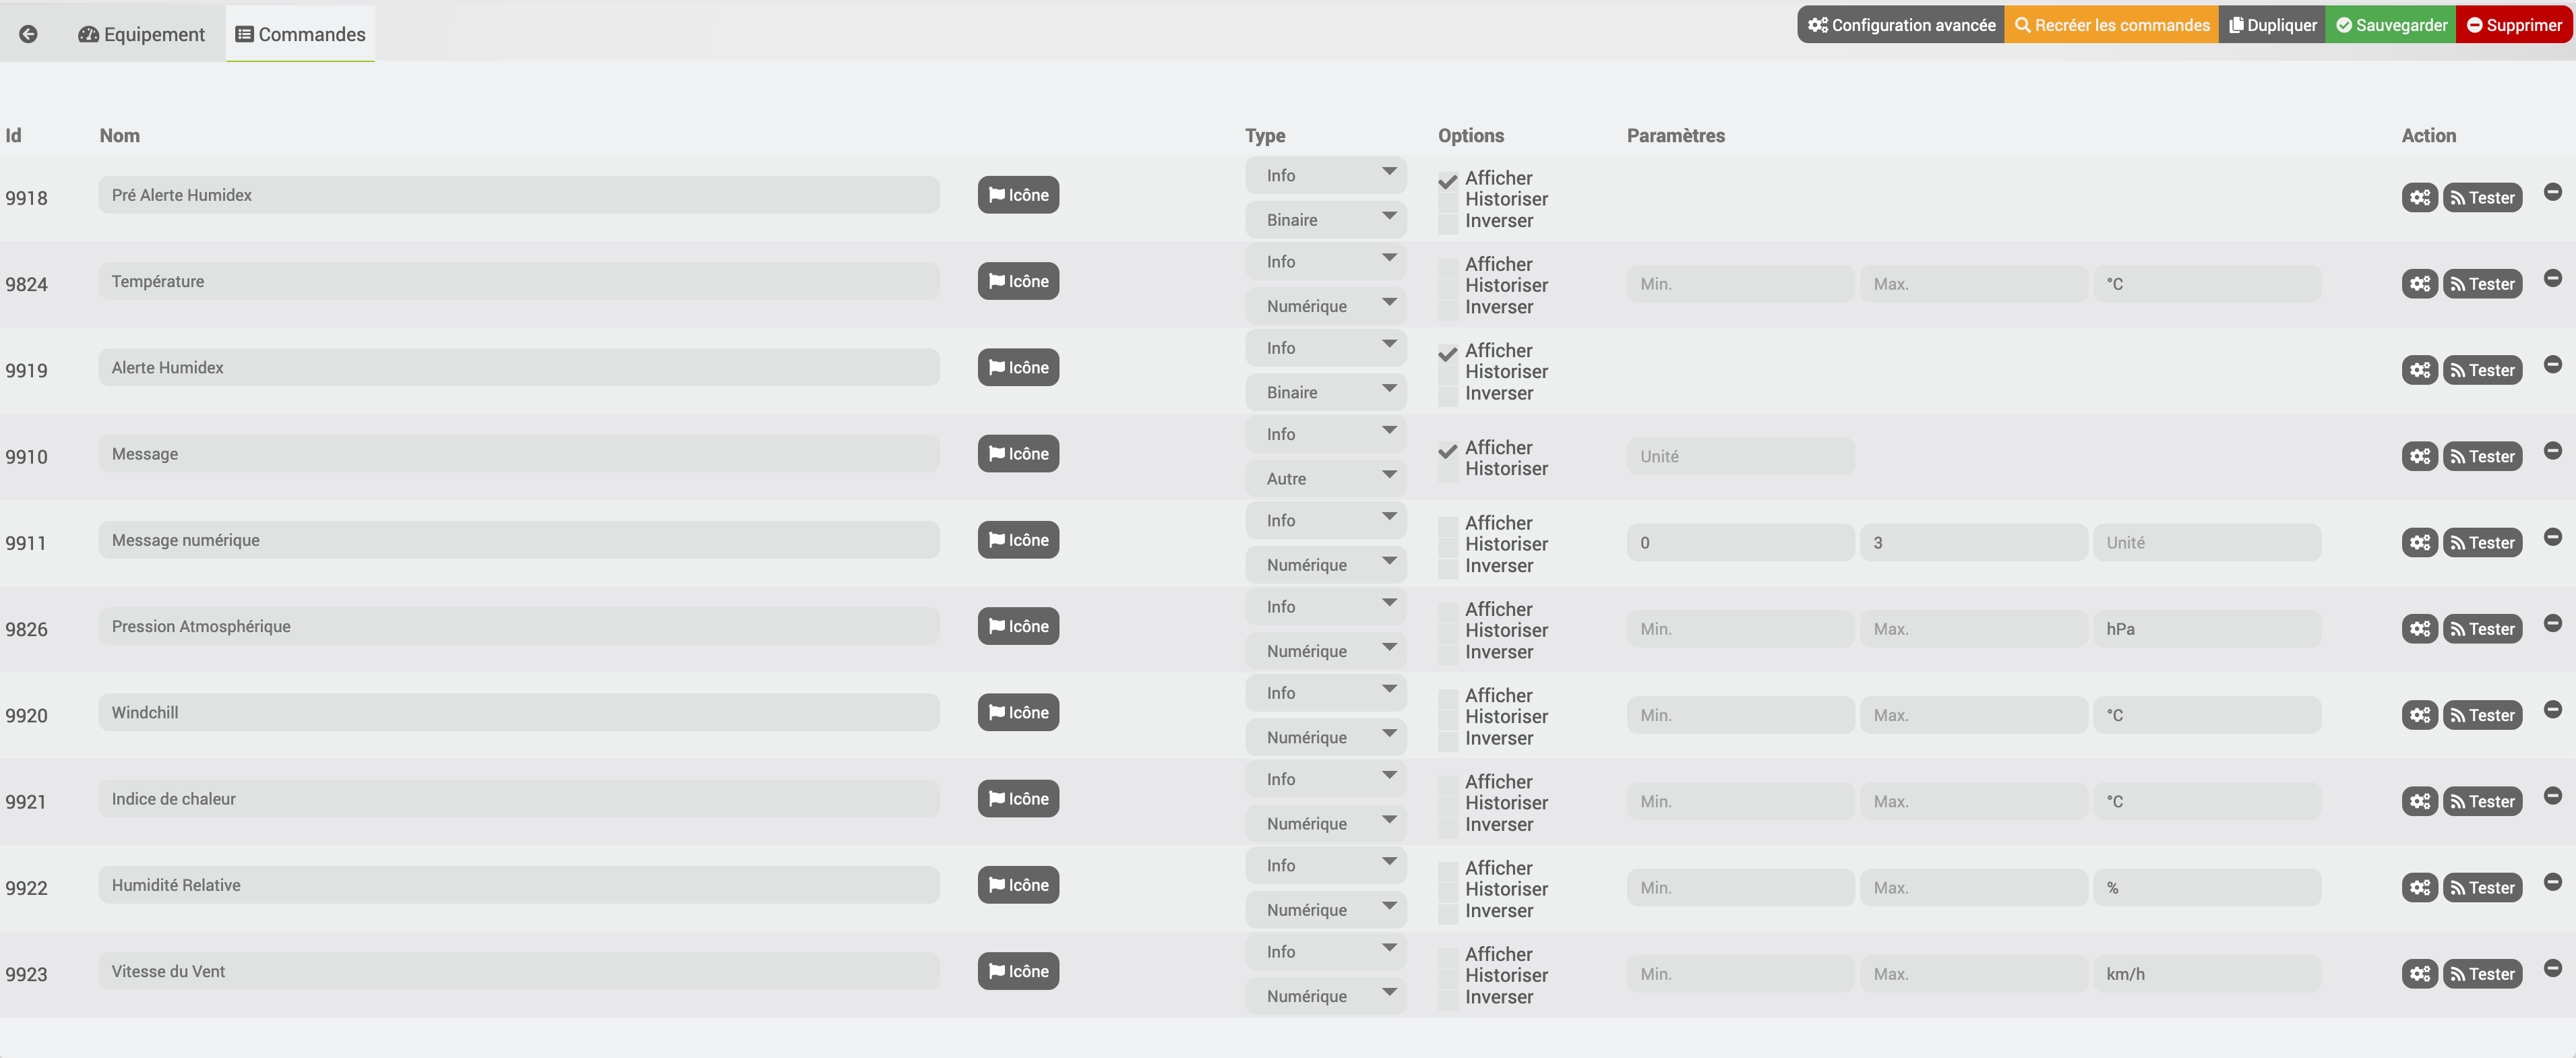 Equipement
Commandes
Configuration avancée
Recréer les commandes
Dupliquer
Sauvegarder
Supprimer
Id Nom Type Options Paramètres Action
9918 Pré Alerte Humidex Icône Info Binaire Afficher Historiser Inverser Tester
9824 Température Icône Info Numérique Afficher Historiser Inverser Min. Max. °C Tester
9919 Alerte Humidex Icône Info Binaire Afficher Historiser Inverser Tester
9910 Message Icône Info Autre Afficher Historiser Unité Tester
9911 Message numérique Icône Info Numérique Afficher Historiser Inverser 0 3 Unité Tester
9826 Pression Atmosphérique Icône Info Numérique Afficher Historiser Inverser Min. Max. hPa Tester
9920 Windchill Icône Info Numérique Afficher Historiser Inverser Min. Max. °C Tester
9921 Indice de chaleur Icône Info Numérique Afficher Historiser Inverser Min. Max. °C Tester
9922 Humidité Relative Icône Info Numérique Afficher Historiser Inverser Min. Max. % Tester
9923 Vitesse du Vent Icône Info Numérique Afficher Historiser Inverser Min. Max. km/h Tester